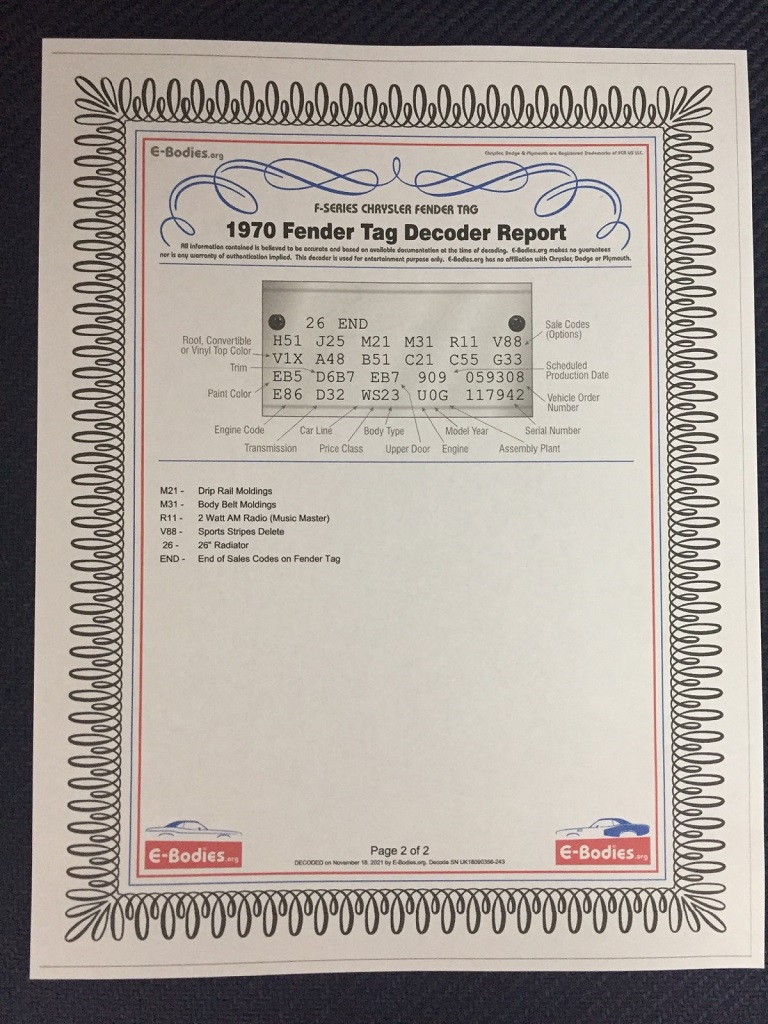 E-Bodies.org
Chrysler, Dodge & Plymouth are Registered Trademarks of FCA US LLC.
F-SERIES CHRYSLER FENDER TAG
1970 Fender Tag Decoder Report
All information contained is believed to be accurate and based on available documentation at the time of decoding. E-Bodies.org makes no guarantees
nor is any warranty of authentication implied. This decoder is used for entertainment purpose only. E-Bodies.org has no affiliation with Chrysler, Dodge or Plymouth.
26 END
H51 J25 M21 M31 R11 V88
V1X A48 B51 C21 C55 G33
EB5 D6B7 EB7 909 059308
E86 D32 WS23 U0G 117942
Roof, Convertible
or Vinyl Top Color
Trim
Paint Color
Sale Codes
(Options)
Scheduled
Production Date
Vehicle Order
Number
Engine Code
Car Line
Body Type
Model Year
Serial Number
Transmission
Price Class
Upper Door
Engine
Assembly Plant
M21 - Drip Rail Moldings
M31 - Body Belt Moldings
R11 - 2 Watt AM Radio (Music Master)
V88 - Sports Stripes Delete
26 - 26" Radiator
END - End of Sales Codes on Fender Tag
E-Bodies.org
Page 2 of 2
DECODED on November 18, 2021 by E-Bodies.org, Decode SN UK18090356-243
E-Bodies.org